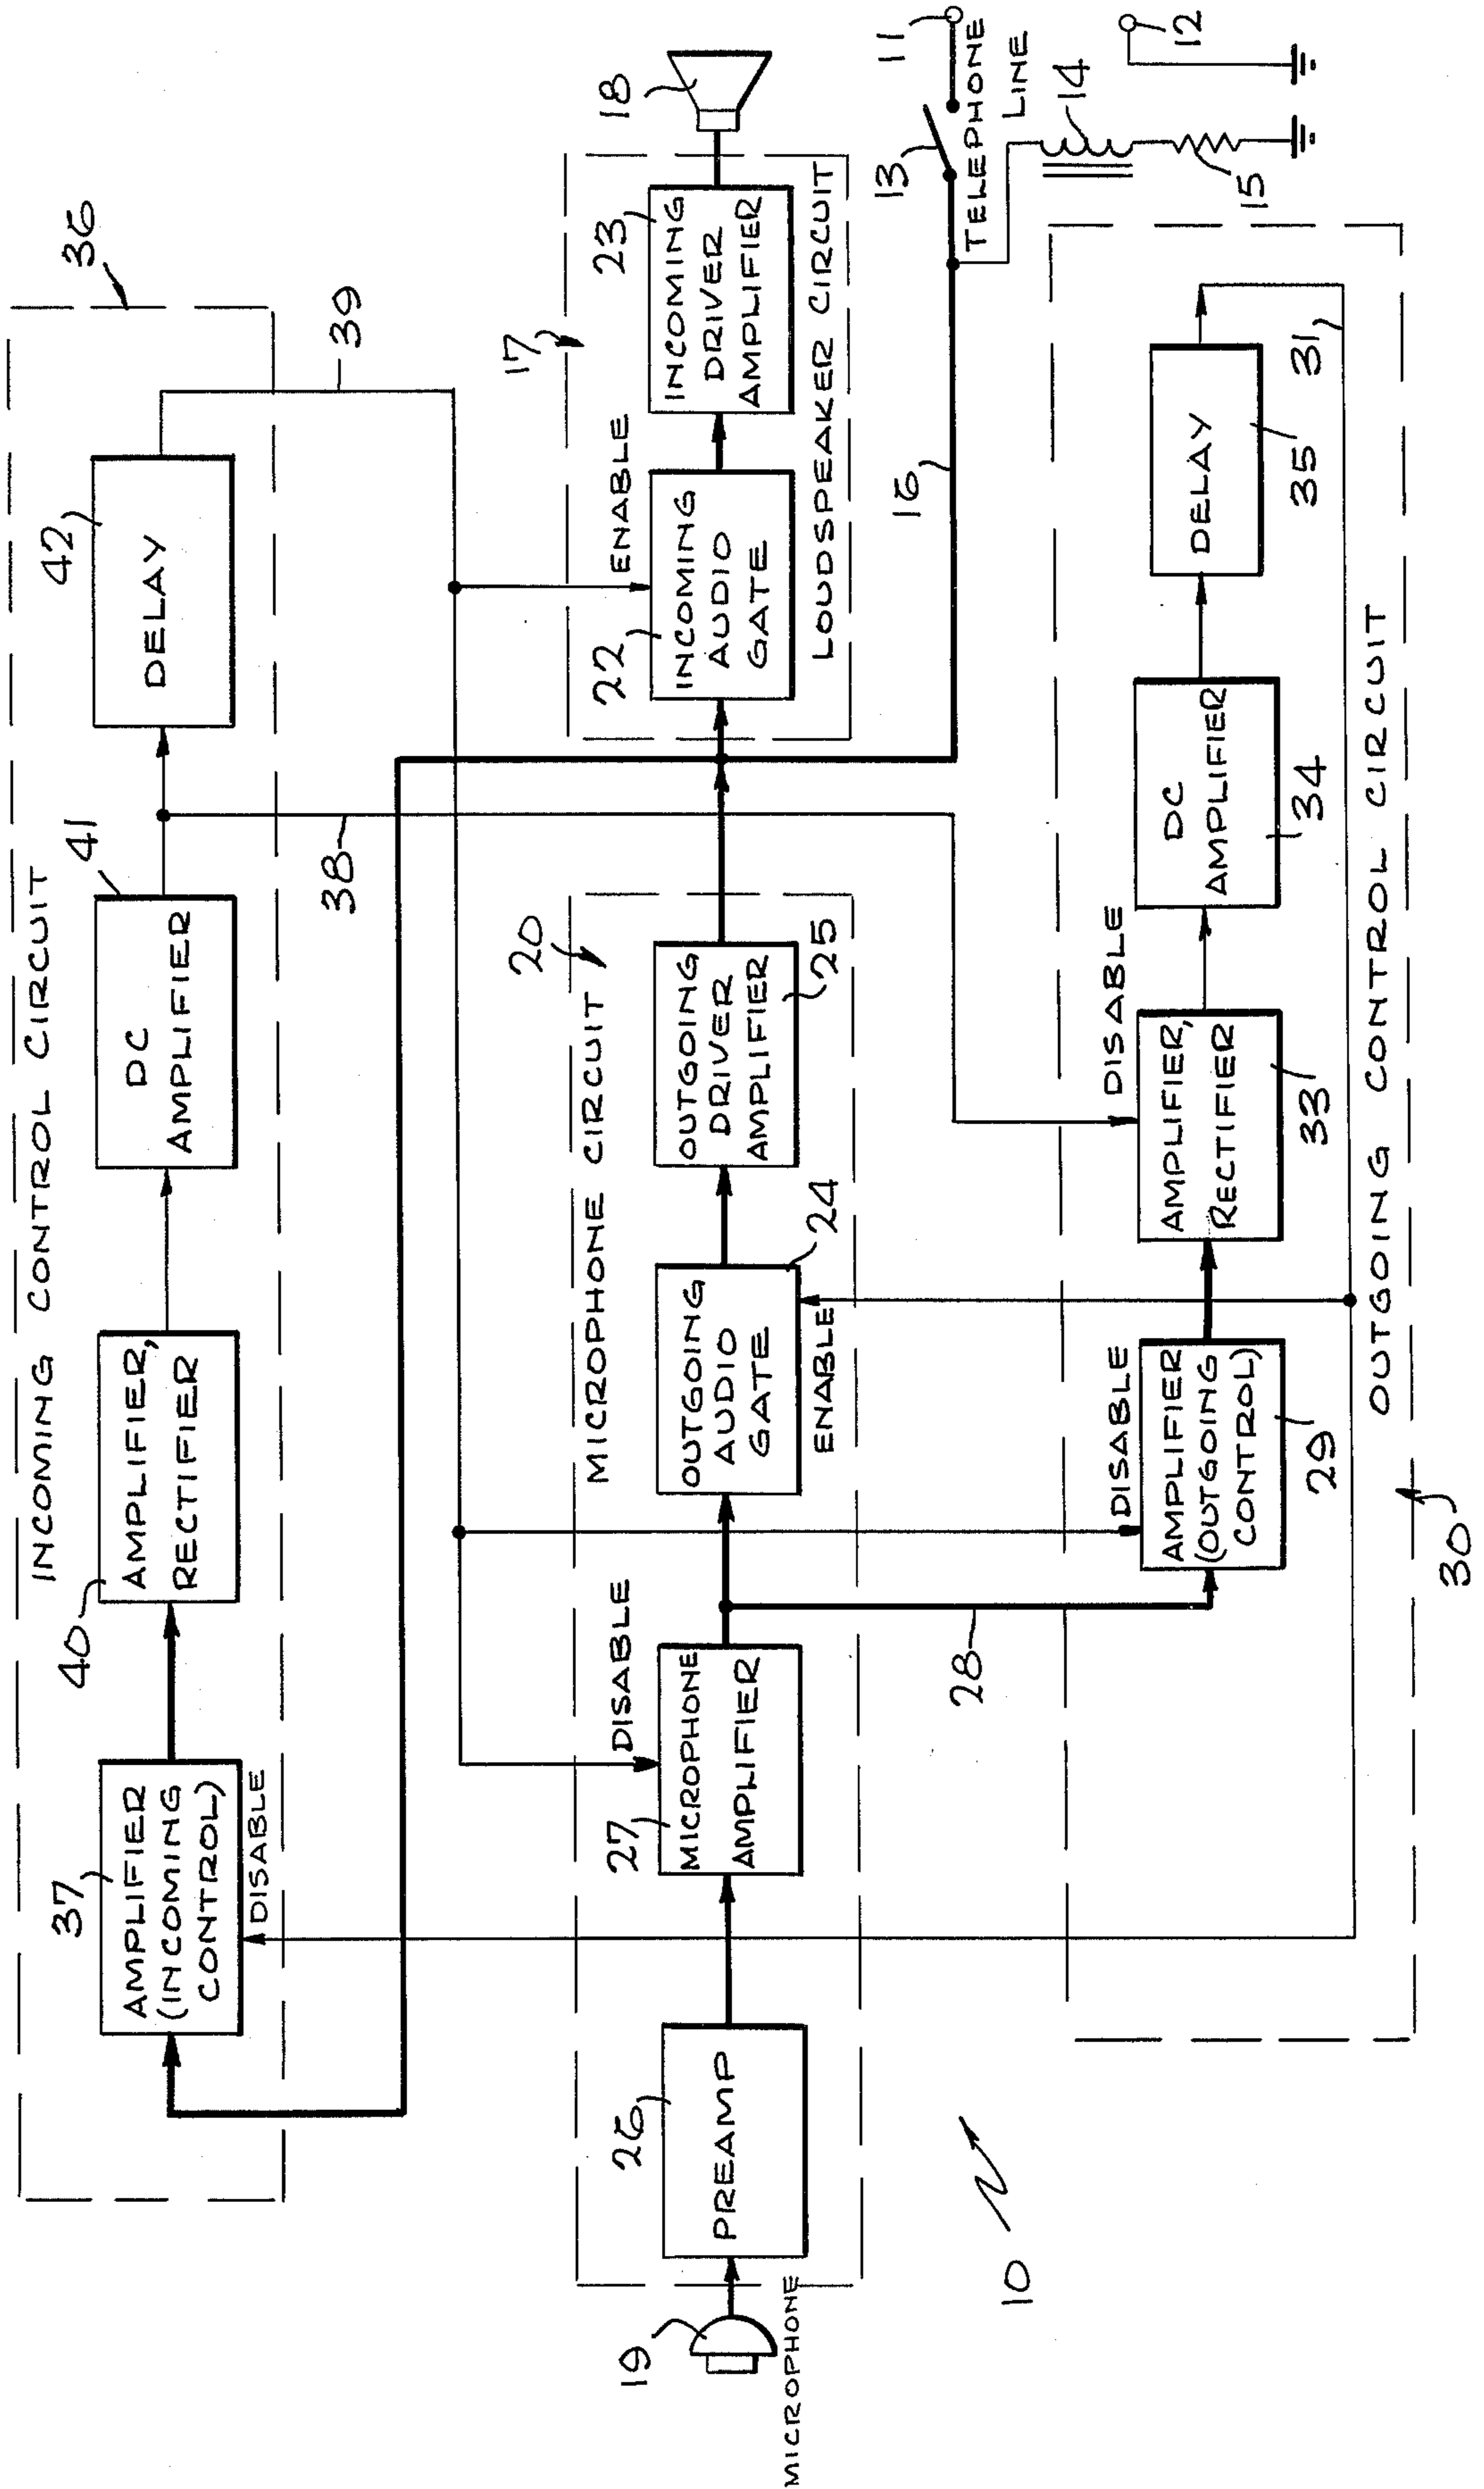 INCOMING CONTROL CIRCUIT
36
37
AMPLIFIER
(INCOMING
CONTROL)
DISABLE
40
AMPLIFIER,
RECTIFIER
41
DC
AMPLIFIER
42
DELAY
38
39
MICROPHONE CIRCUIT
20
19
MICROPHONE
26
PREAMP
27
MICROPHONE
AMPLIFIER
DISABLE
OUTGOING
AUDIO
GATE
24
ENABLE
OUTGOING
DRIVER
AMPLIFIER
25
17
22
INCOMING
AUDIO
GATE
ENABLE
23
INCOMING
DRIVER
AMPLIFIER
LOUDSPEAKER CIRCUIT
18
16
13
11
TELEPHONE
LINE
14
15
12
10
28
DISABLE
AMPLIFIER
(OUTGOING
CONTROL)
29
DISABLE
AMPLIFIER,
RECTIFIER
33
DC
AMPLIFIER
34
DELAY
35
31
OUTGOING CONTROL CIRCUIT
30